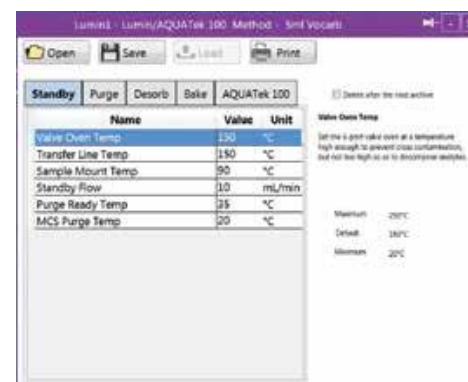 Lumin1 - Lumin/AQUATek 100 Method - 5ml Vocarb
Open Save Load Print
Standby Purge Desorb Bake AQUATek 100
Name Value Unit
Valve Oven Temp 150 °C
Transfer Line Temp 150 °C
Sample Mount Temp 90 °C
Standby Flow 10 mL/min
Purge Ready Temp 35 °C
MCS Purge Temp 20 °C
Delete after the next archive
Valve Oven Temp
Set the 6-port valve oven at a temperature
high enough to prevent cross contamination,
but not too high so as to decompose analytes.
Maximum
Default
Minimum 20°C